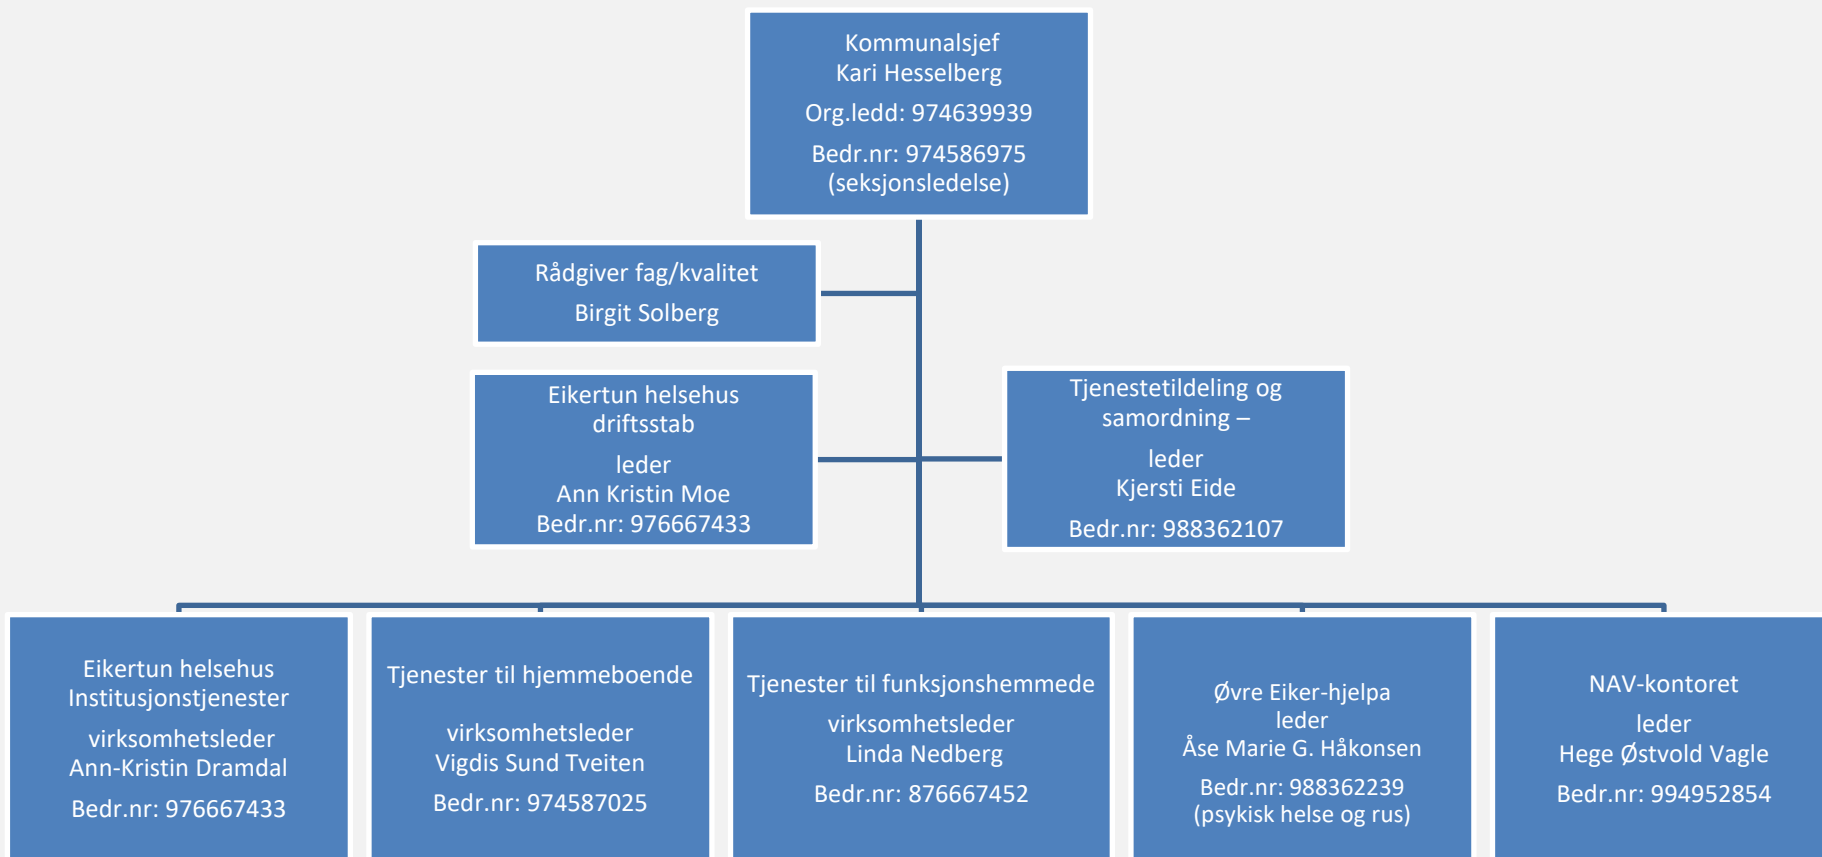 Kommunalsjef
Kari Hesselberg
Org.ledd: 974639939
Bedr.nr: 974586975
(seksjonsledelse)
Rådgiver fag/kvalitet
Birgit Solberg
Eikertun helsehus
driftsstab
leder
Ann Kristin Moe
Bedr.nr: 976667433
Tjenestetildeling og
samordning –
leder
Kjersti Eide
Bedr.nr: 988362107
Eikertun helsehus
Institusjonstjenester
virksomhetsleder
Ann-Kristin Dramdal
Bedr.nr: 976667433
Tjenester til hjemmeboende
virksomhetsleder
Vigdis Sund Tveiten
Bedr.nr: 974587025
Tjenester til funksjonshemmede
virksomhetsleder
Linda Nedberg
Bedr.nr: 876667452
Øvre Eiker-hjelpa
leder
Åse Marie G. Håkonsen
Bedr.nr: 988362239
(psykisk helse og rus)
NAV-kontoret
leder
Hege Østvold Vagle
Bedr.nr: 994952854